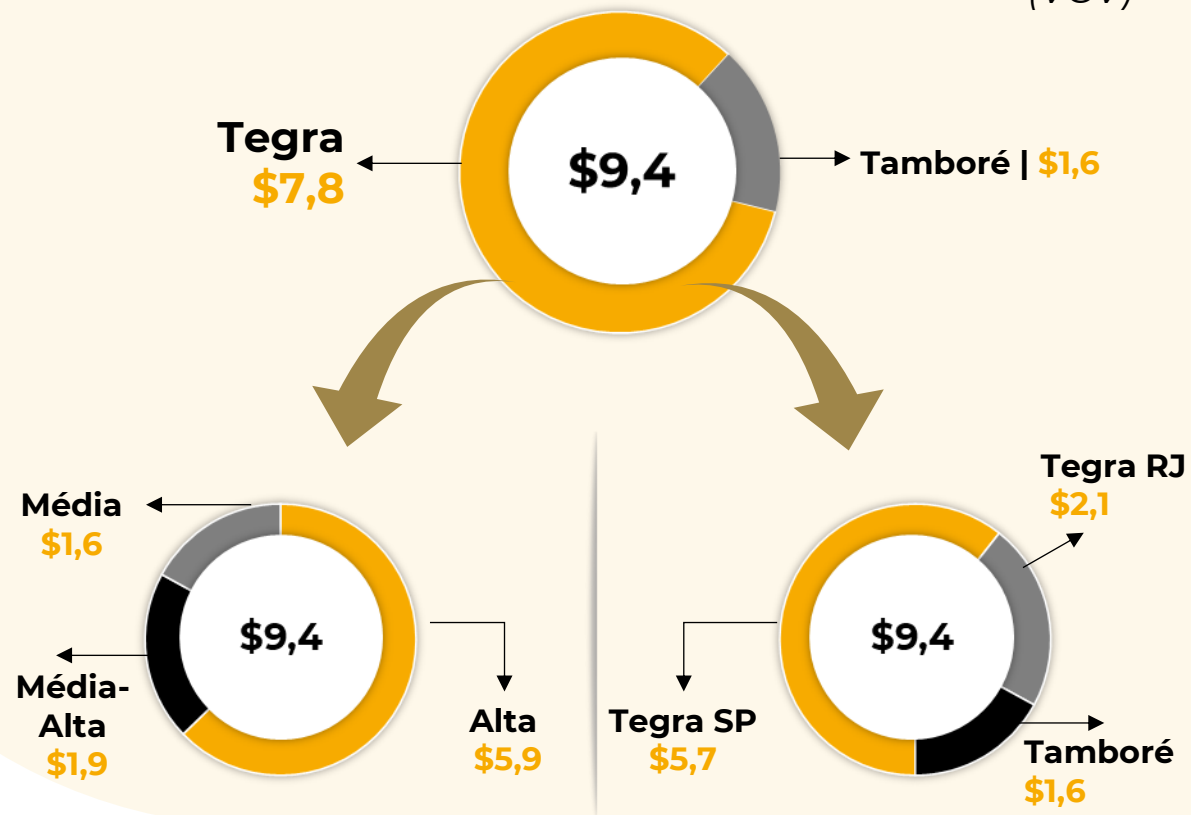 Tegra
$7,8
$9,4
Tamboré | $1,6
Média
$1,6
$9,4
Média-
Alta
$1,9
Alta
$5,9
Tegra RJ
$2,1
$9,4
Tegra SP
$5,7
Tamboré
$1,6